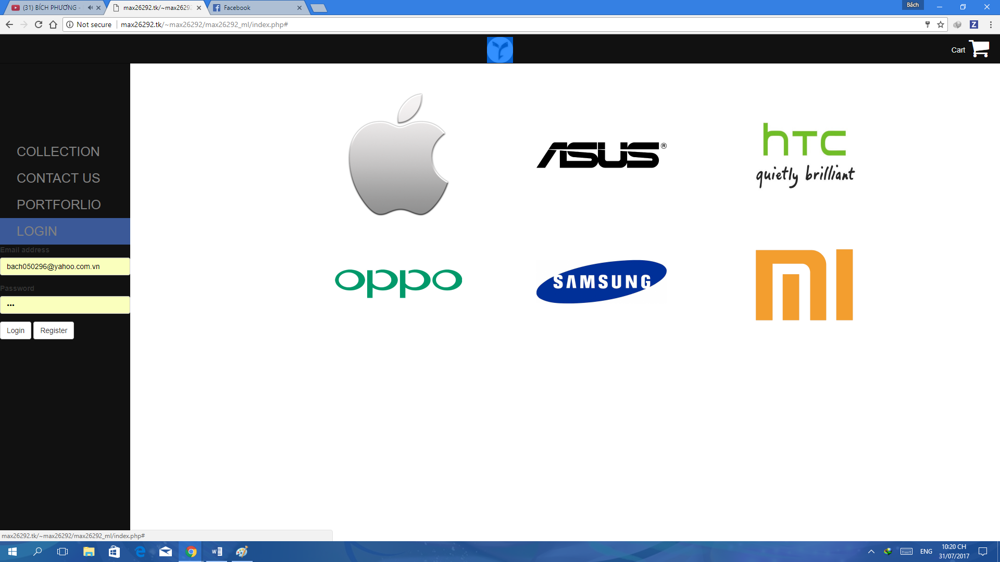 (31) BÍCH PHƯƠNG -
max26292.tk/~max26292
Facebook
Bách
Not secure
max26292.tk/~max26292/max26292_ml/index.php#
Z
Cart
COLLECTION
CONTACT US
PORTFORLIO
LOGIN
Email address
bach050296@yahoo.com.vn
Password
•••
Login
Register
ASUS®
hTC
quietly brilliant
oppo
SAMSUNG
mi
max26292.tk/~max26292/max26292_ml/index.php#
ENG
10:20 CH
31/07/2017